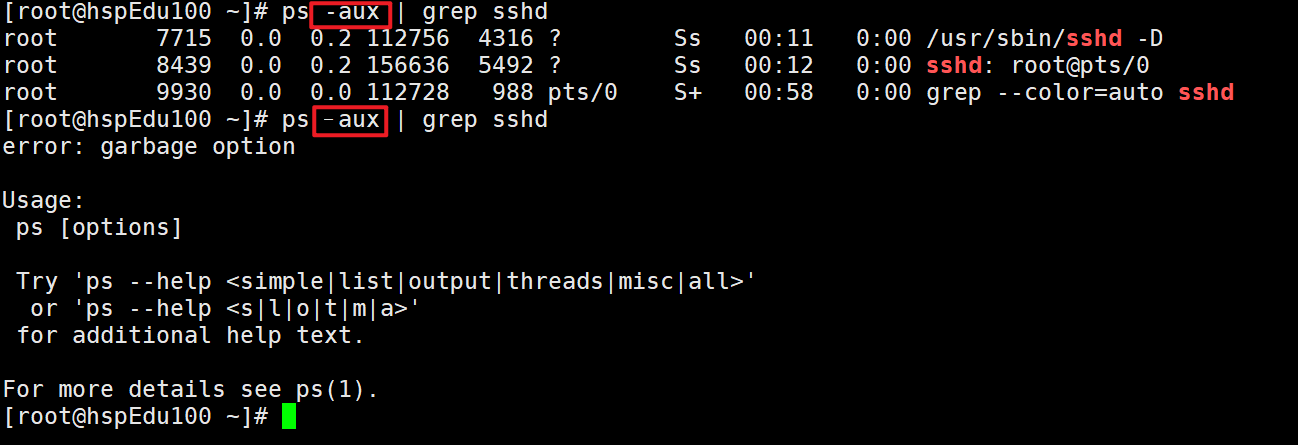 [root@hspEdu100 ~]# ps -aux | grep sshd
root       7715  0.0  0.2 112756  4316 ?        Ss   00:11   0:00 /usr/sbin/sshd -D
root       8439  0.0  0.2 156636  5492 ?        Ss   00:12   0:00 sshd: root@pts/0
root       9930  0.0  0.0 112728   988 pts/0    S+   00:58   0:00 grep --color=auto sshd
[root@hspEdu100 ~]# ps –aux | grep sshd
error: garbage option

Usage:
 ps [options]

 Try 'ps --help <simple|list|output|threads|misc|all>'
  or 'ps --help <s|l|o|t|m|a>'
 for additional help text.

For more details see ps(1).
[root@hspEdu100 ~]#